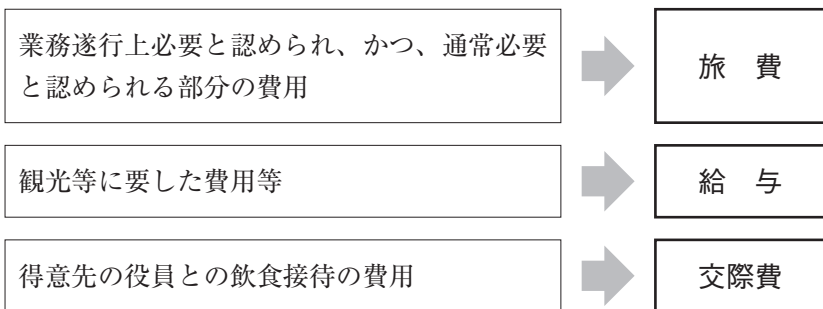 業務遂行上必要と認められ、かつ、通常必要
と認められる部分の費用
旅　費
観光等に要した費用等
給　与
得意先の役員との飲食接待の費用
交際費